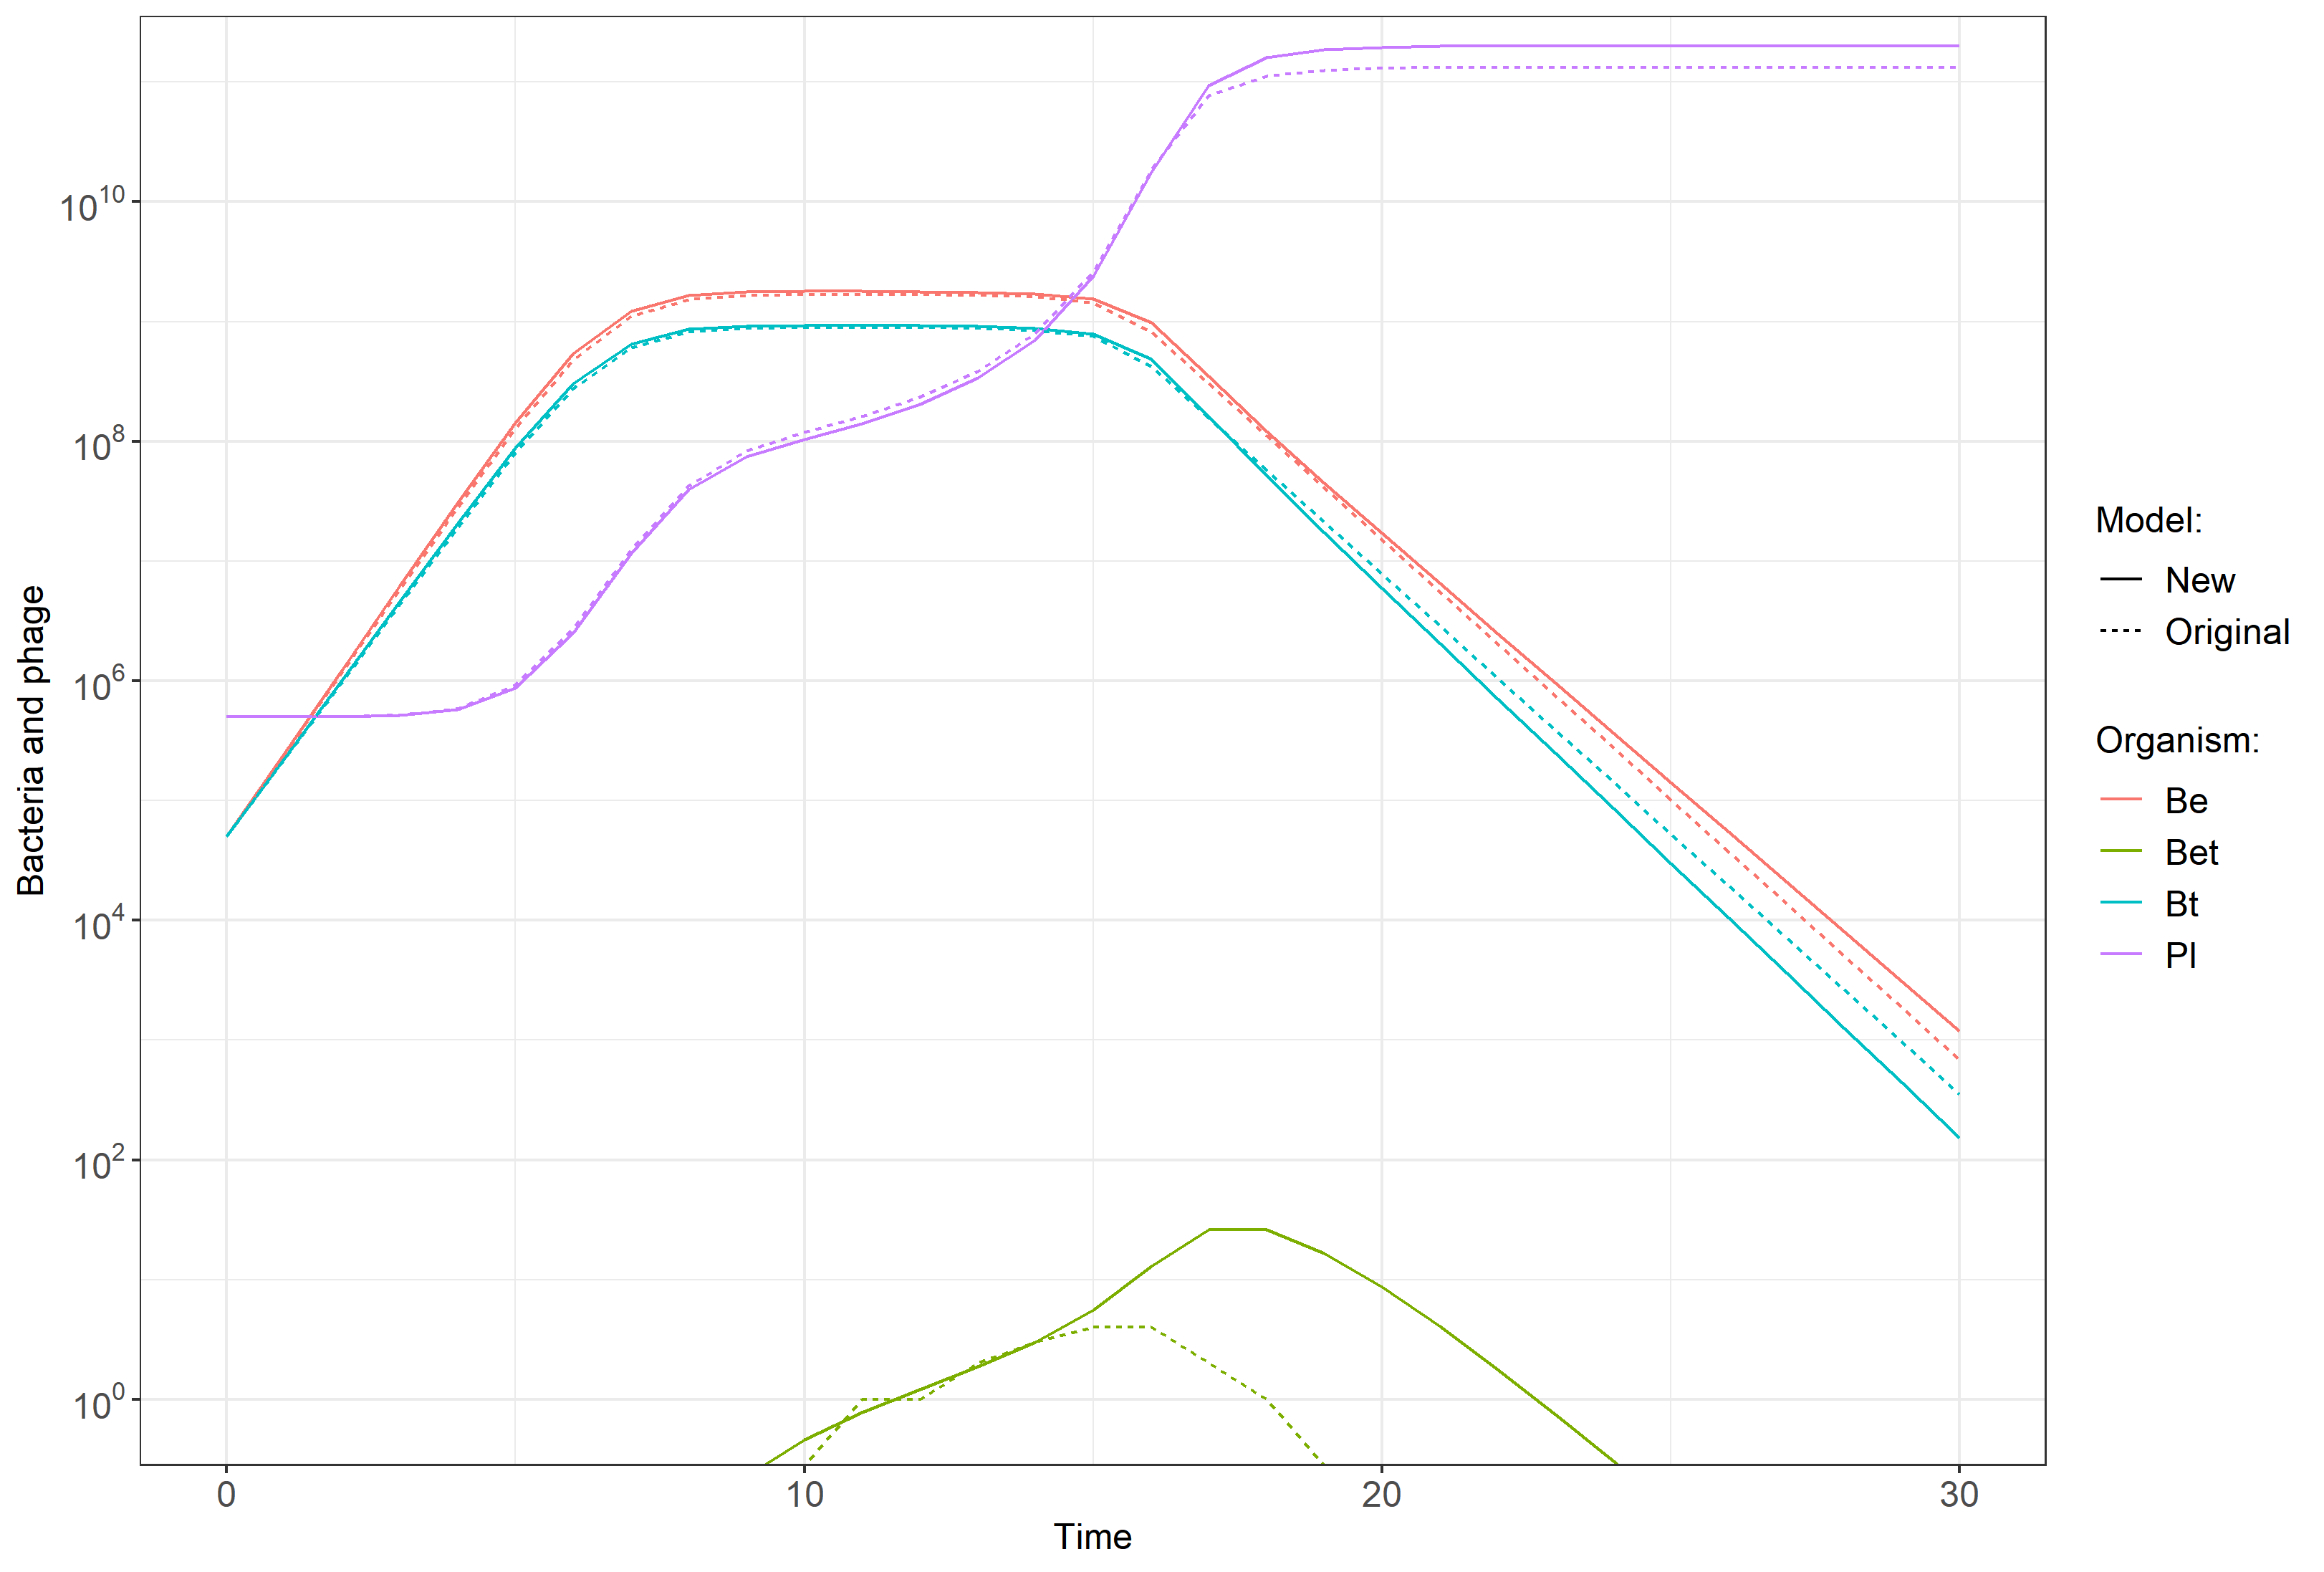 Bacteria and phage
10^10
10^8
10^6
10^4
10^2
10^0
0 10 20 30
Time
Model:
New
Original
Organism:
Be
Bet
Bt
Pl